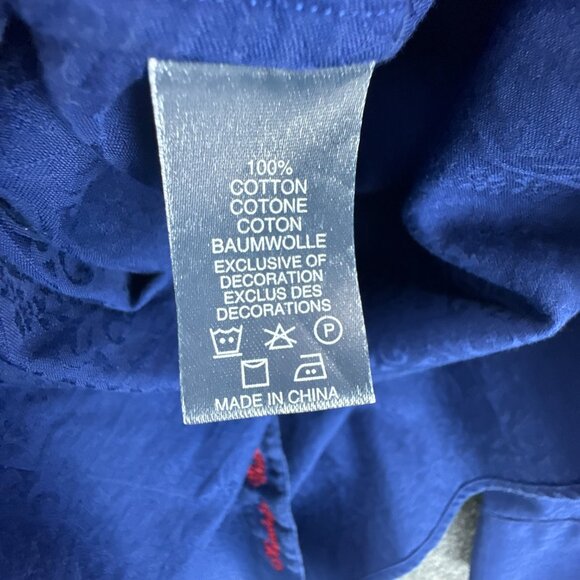 100%
COTTON
COTONE
COTON
BAUMWOLLE
EXCLUSIVE OF
DECORATION
EXCLUS DES
DECORATIONS
P
MADE IN CHINA